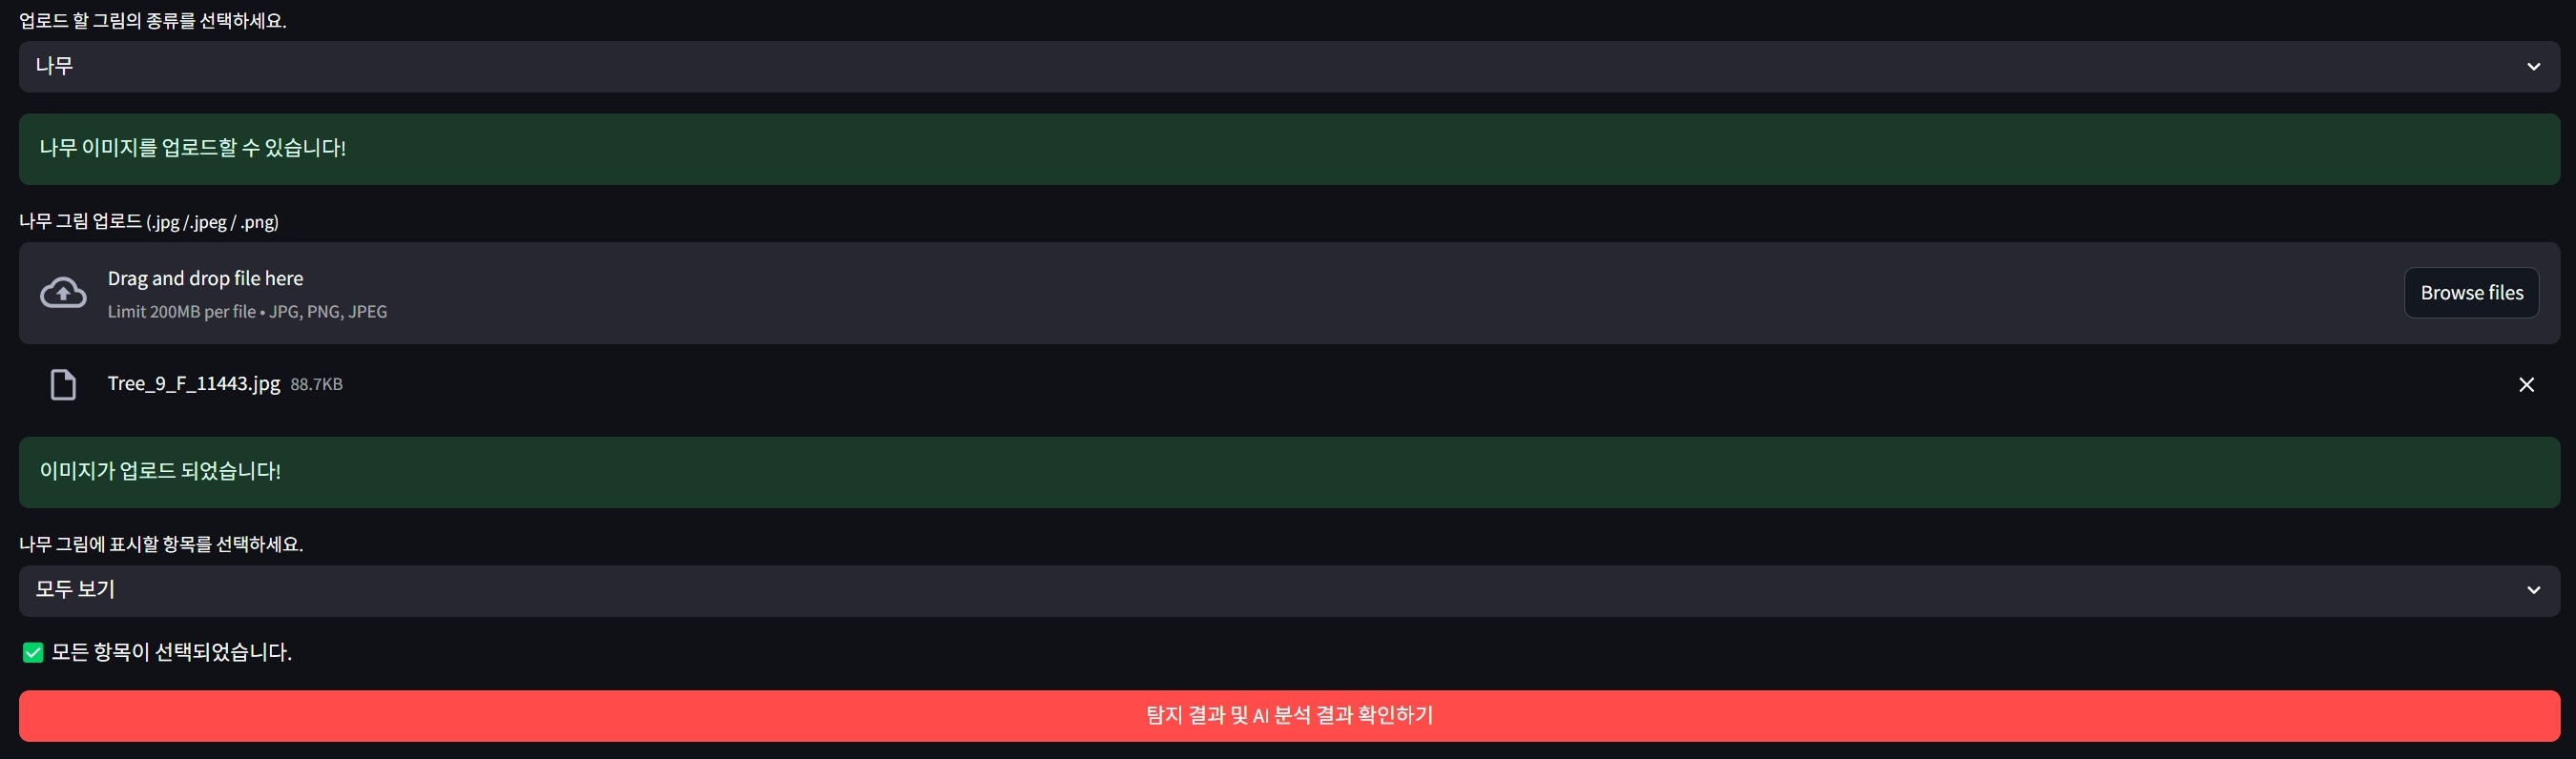 업로드 할 그림의 종류를 선택하세요.
나무
나무 이미지를 업로드할 수 있습니다!
나무 그림 업로드 (.jpg /.jpeg / .png)
Drag and drop file here
Limit 200MB per file • JPG, PNG, JPEG
Browse files
Tree_9_F_11443.jpg 88.7KB
이미지가 업로드 되었습니다!
나무 그림에 표시할 항목를 선택하세요.
모두 보기
모든 항목이 선택되었습니다.
탐지 결과 및 AI 분석 결과 확인하기